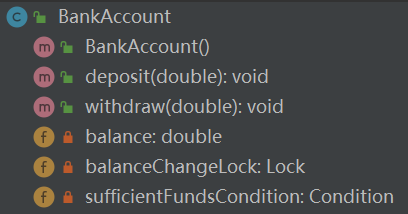 BankAccount
BankAccount()
deposit(double): void
withdraw(double): void
balance: double
balanceChangeLock: Lock
sufficientFundsCondition: Condition